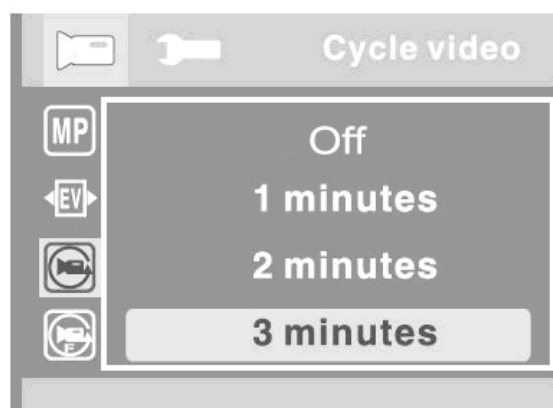 Cycle video
MP
Off
EV
1 minutes
2 minutes
F
3 minutes